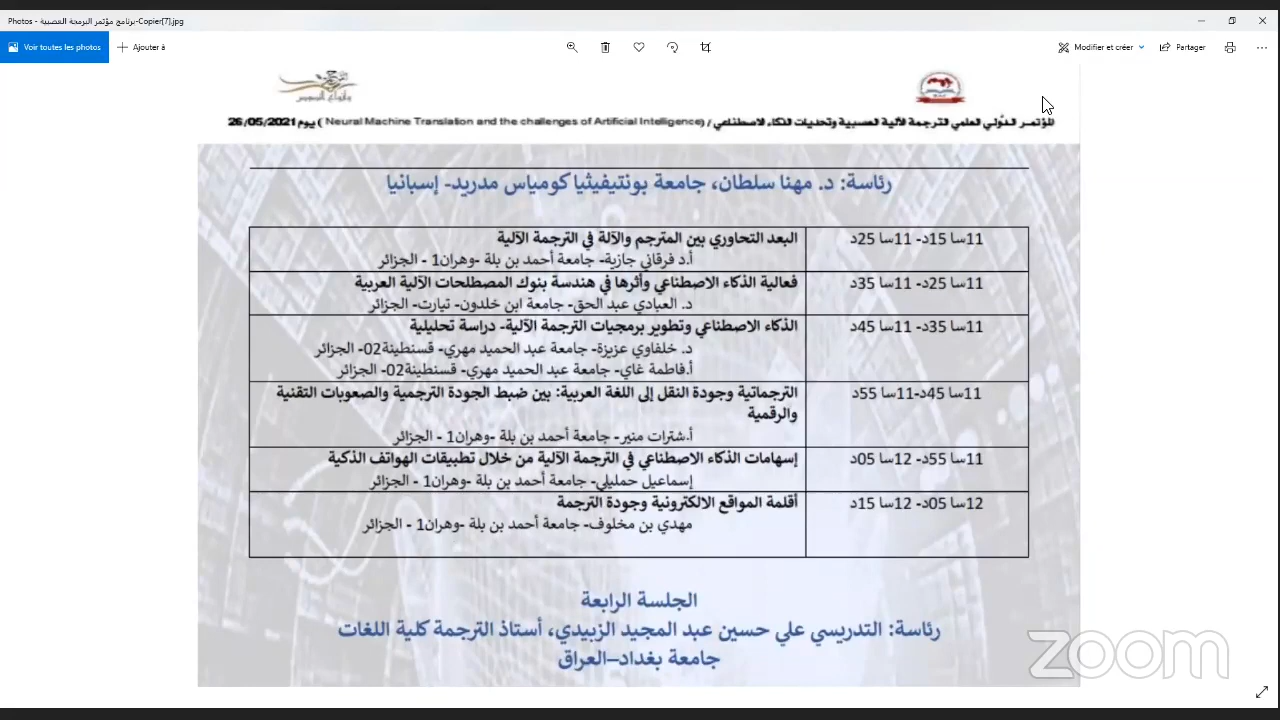 Photos - برنامج مؤتمر البرمجة العصبية-Copier[7].jpg
Voir toutes les photos
Ajouter à
Modifier et créer
Partager
المؤتمر الدّولي العلمي الترجمة الآلية العصبية وتحديات الذكاء الاصطناعي / (Neural Machine Translation and the challenges of Artificial Intelligence) يوم 26/05/2021
رئاسة: د. مهنا سلطان، جامعة بونتيفيثيا كومياس مدريد- إسبانيا
11سا 15د- 11سا 25د
البعد التحاوري بين المترجم والآلة في الترجمة الآلية
أ.د فرقاني جازية- جامعة أحمد بن بلة -وهران1 - الجزائر
11سا 25د- 11سا 35د
فعالية الذكاء الاصطناعي وأثرها في هندسة بنوك المصطلحات الآلية العربية
د. العبادي عبد الحق- جامعة ابن خلدون- تيارت- الجزائر
11سا 35د- 11سا 45د
الذكاء الاصطناعي وتطوير برمجيات الترجمة الآلية- دراسة تحليلية
د. خلفاوي عزيزة- جامعة عبد الحميد مهري- قسنطينة02- الجزائر
أ.فاطمة غاي- جامعة عبد الحميد مهري- قسنطينة02- الجزائر
11سا 45د-11سا 55د
الترجماتية وجودة النقل إلى اللغة العربية: بين ضبط الجودة الترجمية والصعوبات التقنية
والرقمية
أ.شترات منير- جامعة أحمد بن بلة -وهران1 - الجزائر
11سا 55د- 12سا 05د
إسهامات الذكاء الاصطناعي في الترجمة الآلية من خلال تطبيقات الهواتف الذكية
إسماعيل حمليلي- جامعة أحمد بن بلة -وهران1 - الجزائر
12سا 05د- 12سا 15د
أقلمة المواقع الالكترونية وجودة الترجمة
مهدي بن مخلوف- جامعة أحمد بن بلة -وهران1 - الجزائر
الجلسة الرابعة
رئاسة: التدريسي علي حسين عبد المجيد الزبيدي، أستاذ الترجمة كلية اللغات
جامعة بغداد–العراق
zoom